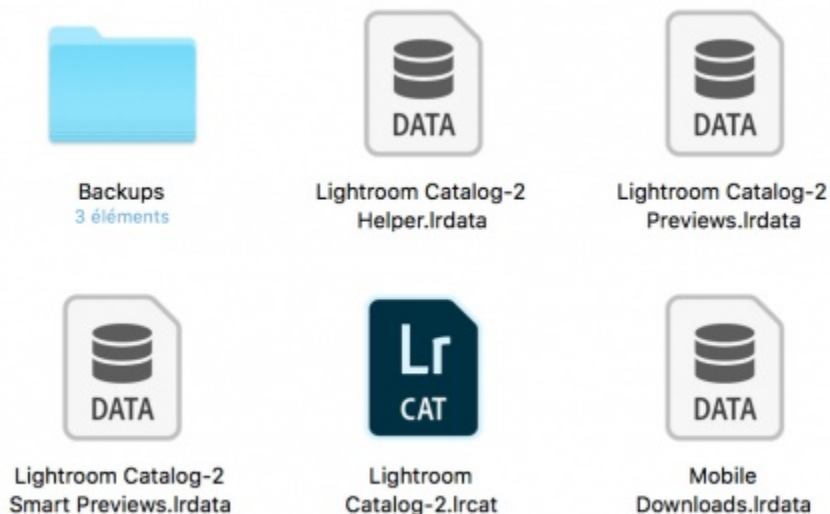 DATA
DATA
Backups
3 éléments
Lightroom Catalog-2
Helper.lrdata
Lightroom Catalog-2
Previews.lrdata
DATA
Lr
CAT
DATA
Lightroom Catalog-2
Smart Previews.lrdata
Lightroom
Catalog-2.lrcat
Mobile
Downloads.lrdata